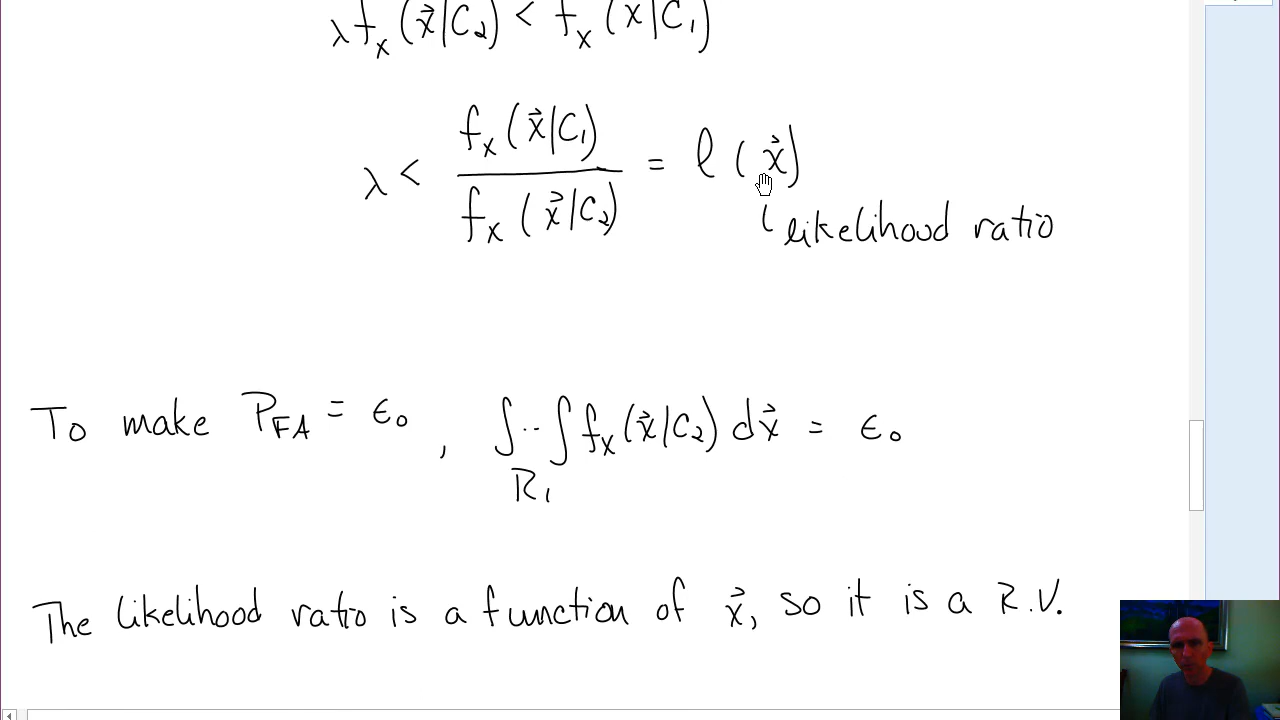 λ f_x (x⃗|C₂) < f_x (x|C₁)
λ < f_x (x⃗|C₁) / f_x (x⃗|C₂) = ℓ (x⃗)
likelihood ratio
To make P_FA = ε₀ , ∫··∫_R₁ f_x (x⃗|C₂) dx⃗ = ε₀
The likelihood ratio is a function of x⃗, so it is a R.V.